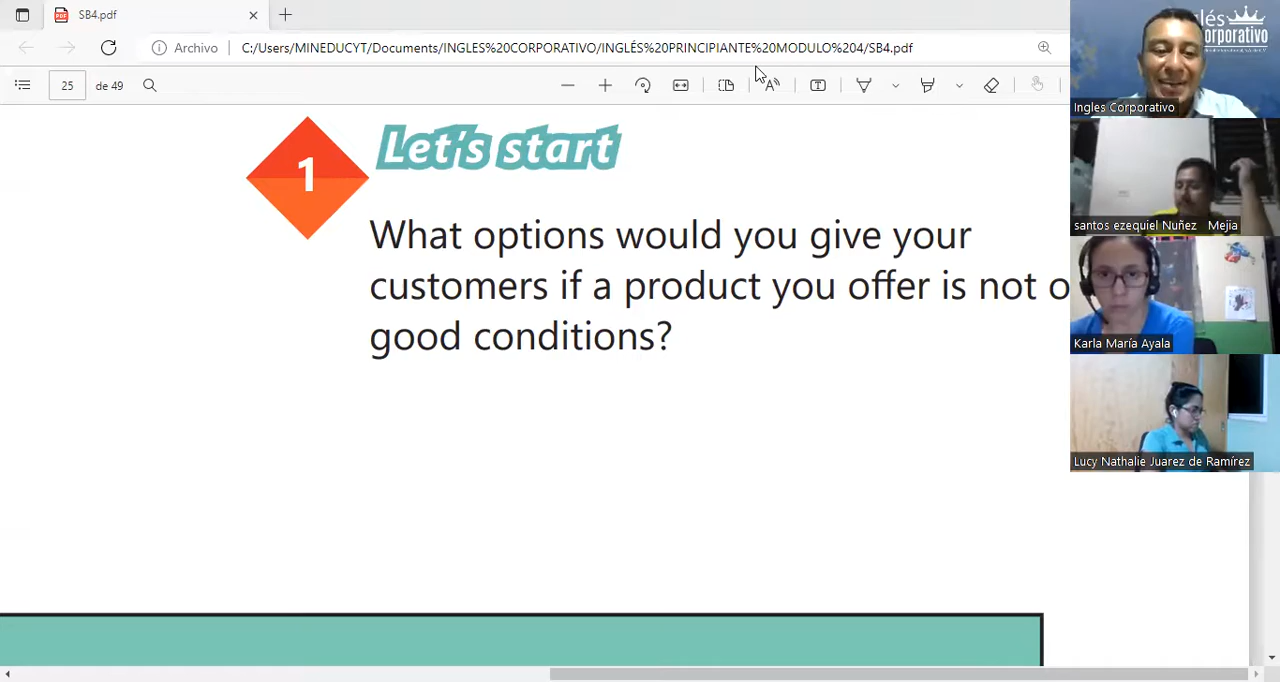 SB4.pdf
Archivo
C:/Users/MINEDUCYT/Documents/INGLES%20CORPORATIVO/INGLÉS%20PRINCIPIANTE%20MODULO%204/SB4.pdf
25
de 49
1
Let's start
What options would you give your
customers if a product you offer is not o
good conditions?
lés
orporativo
Ingles Corporativo
santos ezequiel Nuñez Mejia
Karla María Ayala
Lucy Nathalie Juarez de Ramírez